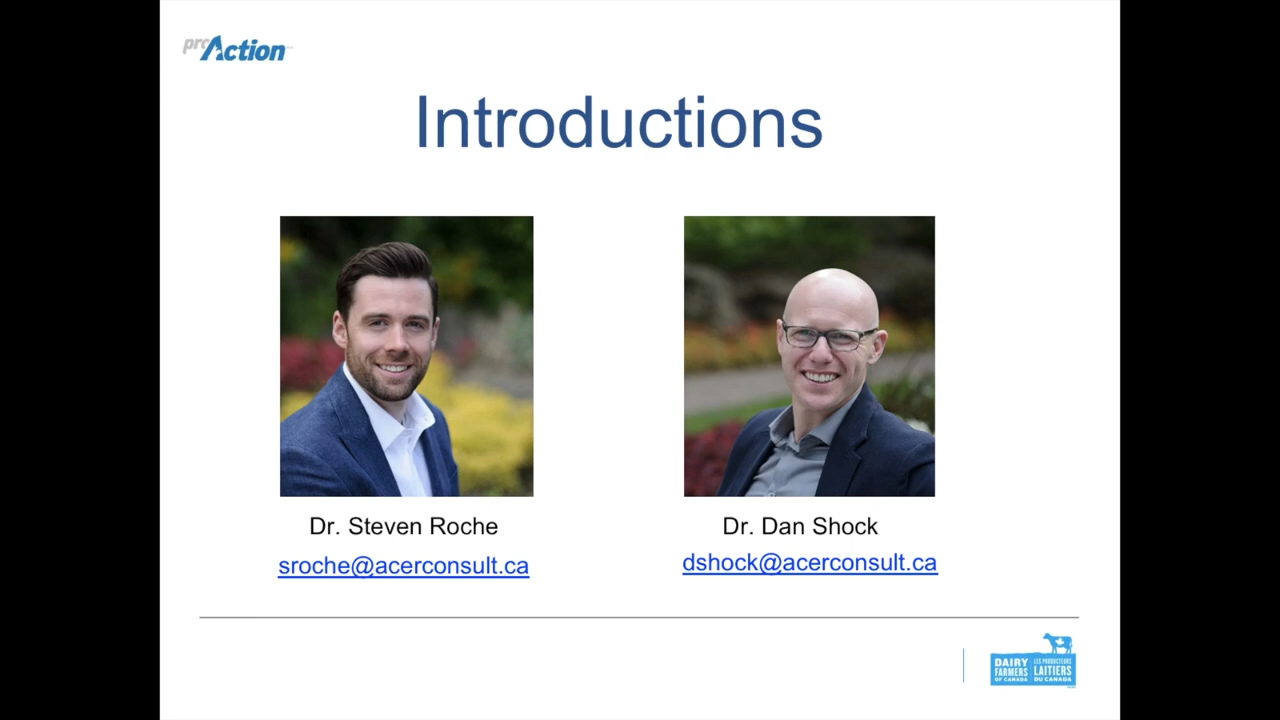 proAction
Introductions
Dr. Steven Roche
sroche@acerconsult.ca
Dr. Dan Shock
dshock@acerconsult.ca
DAIRY
FARMERS
OF CANADA
LES PRODUCTEURS
LAITIERS
DU CANADA